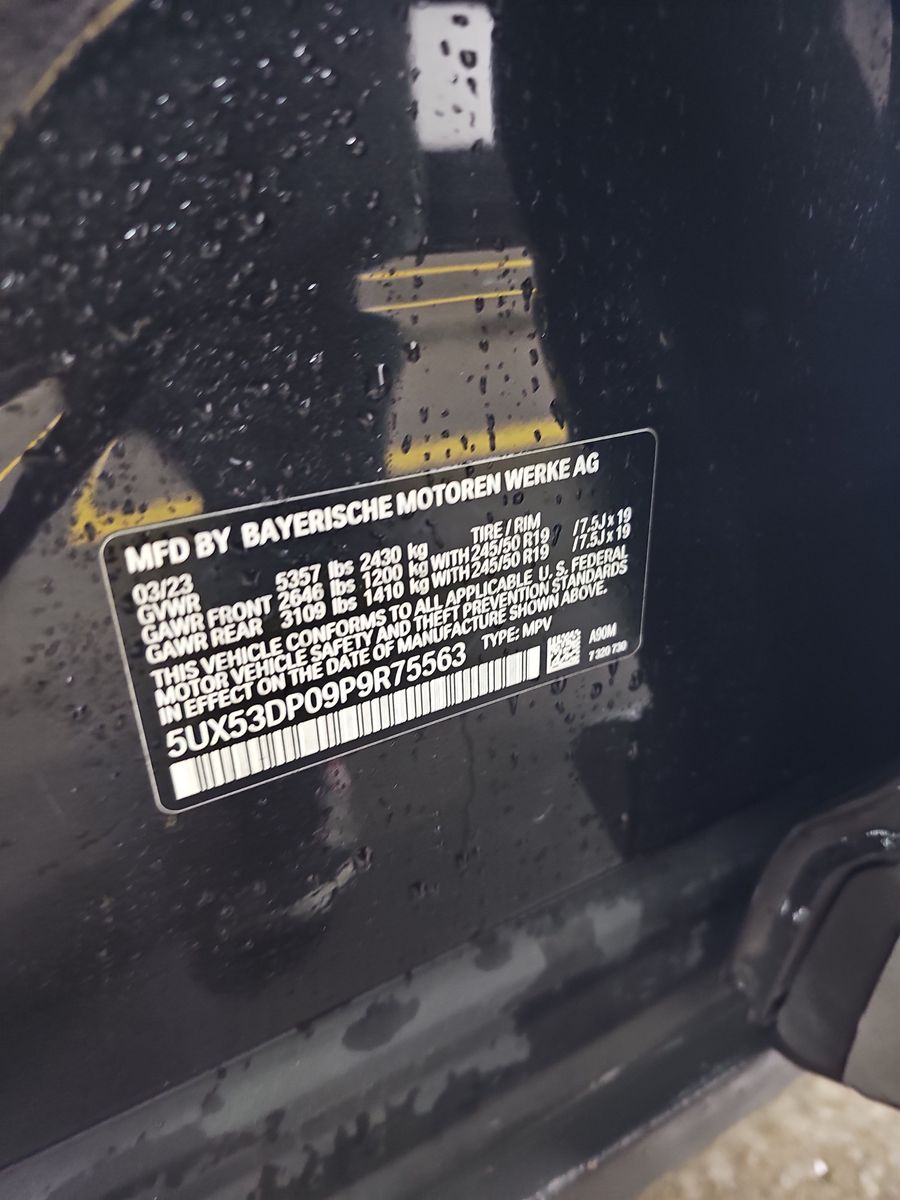 MFD BY BAYERISCHE MOTOREN WERKE AG
03/23 TIRE / RIM
GVWR 5357 lbs 2430 kg
GAWR FRONT 2646 lbs 1200 kg WITH 245/50 R19 /7.5J x 19
GAWR REAR 3109 lbs 1410 kg WITH 245/50 R19 /7.5J x 19
THIS VEHICLE CONFORMS TO ALL APPLICABLE U. S. FEDERAL
MOTOR VEHICLE SAFETY AND THEFT PREVENTION STANDARDS
IN EFFECT ON THE DATE OF MANUFACTURE SHOWN ABOVE.
5UX53DP09P9R75563 TYPE: MPV
A90M
7 320 730